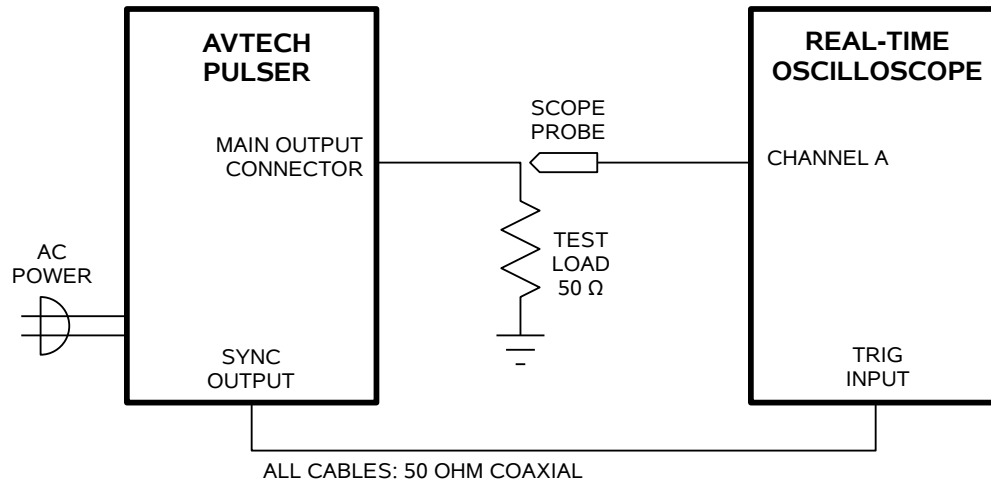 AVTECH
PULSER
MAIN OUTPUT
CONNECTOR
AC
POWER
SYNC
OUTPUT
SCOPE
PROBE
TEST
LOAD
50 Ω
REAL-TIME
OSCILLOSCOPE
CHANNEL A
TRIG
INPUT
ALL CABLES: 50 OHM COAXIAL